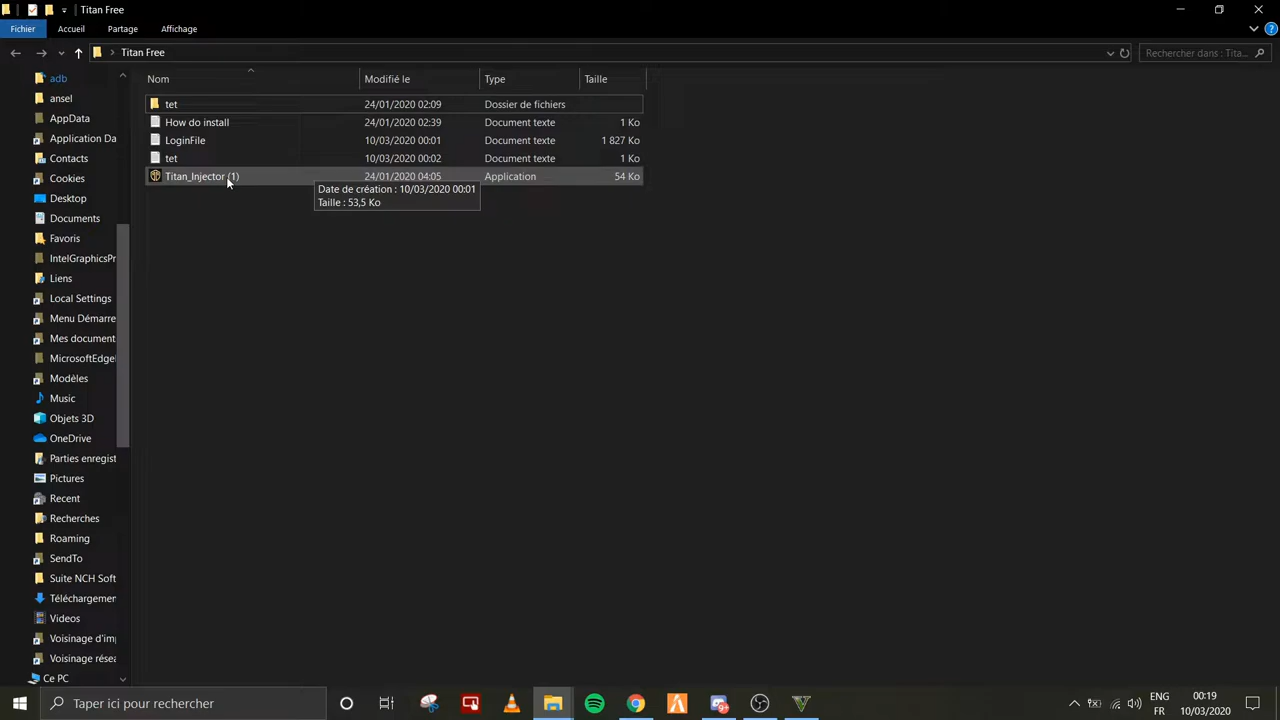 Titan Free
Fichier Accueil Partage Affichage
Titan Free
Rechercher dans : Tita...
Nom Modifié le Type Taille
tet 24/01/2020 02:09 Dossier de fichiers
How do install 24/01/2020 02:39 Document texte 1 Ko
LoginFile 10/03/2020 00:01 Document texte 1 827 Ko
tet 10/03/2020 00:02 Document texte 1 Ko
Titan_Injector (1) 24/01/2020 04:05 Application 54 Ko
Date de création : 10/03/2020 00:01
Taille : 53,5 Ko
adb
ansel
AppData
Application Da
Contacts
Cookies
Desktop
Documents
Favoris
IntelGraphicsPr
Liens
Local Settings
Menu Démarre
Mes document
MicrosoftEdge
Modèles
Music
Objets 3D
OneDrive
Parties enregist
Pictures
Recent
Recherches
Roaming
SendTo
Suite NCH Soft
Téléchargemen
Videos
Voisinage d'imp
Voisinage résea
Ce PC
Taper ici pour rechercher
ENG
FR
00:19
10/03/2020